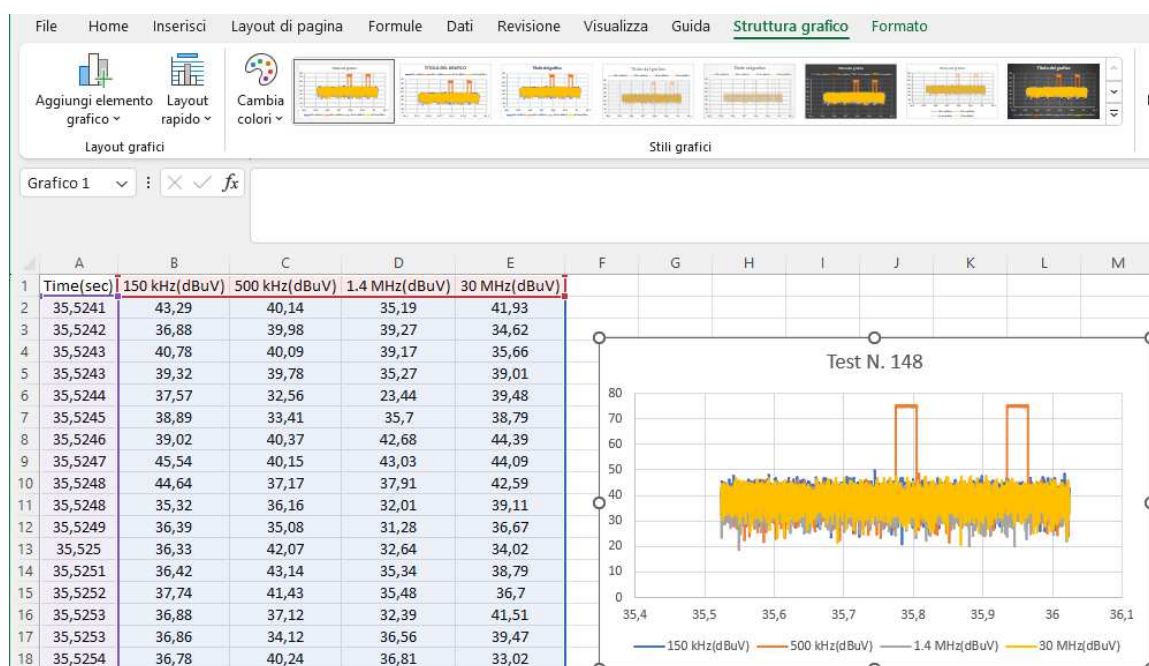 File Home Inserisci Layout di pagina Formule Dati Revisione Visualizza Guida Struttura grafico Formato
Aggiungi elemento grafico
Layout rapido
Cambia colori
Layout grafici
Stili grafici
Grafico 1 fx
A B C D E F G H I J K L M
1 Time(sec) 150 kHz(dBuV) 500 kHz(dBuV) 1.4 MHz(dBuV) 30 MHz(dBuV)
2 35,5241 43,29 40,14 35,19 41,93
3 35,5242 36,88 39,98 39,27 34,62
4 35,5243 40,78 40,09 39,17 35,66
5 35,5243 39,32 39,78 35,27 39,01
6 35,5244 37,57 32,56 23,44 39,48
7 35,5245 38,89 33,41 35,7 38,79
8 35,5246 39,02 40,37 42,68 44,39
9 35,5247 45,54 40,15 43,03 44,09
10 35,5248 44,64 37,17 37,91 42,59
11 35,5248 35,32 36,16 32,01 39,11
12 35,5249 36,39 35,08 31,28 36,67
13 35,525 36,33 42,07 32,64 34,02
14 35,5251 36,42 43,14 35,34 38,79
15 35,5252 37,74 41,43 35,48 36,7
16 35,5253 36,88 37,12 32,39 41,51
17 35,5253 36,86 34,12 36,56 39,47
18 35,5254 36,78 40,24 36,81 33,02
Test N. 148
80
70
60
50
40
30
20
10
0
35,4 35,5 35,6 35,7 35,8 35,9 36 36,1
150 kHz(dBuV) 500 kHz(dBuV) 1.4 MHz(dBuV) 30 MHz(dBuV)